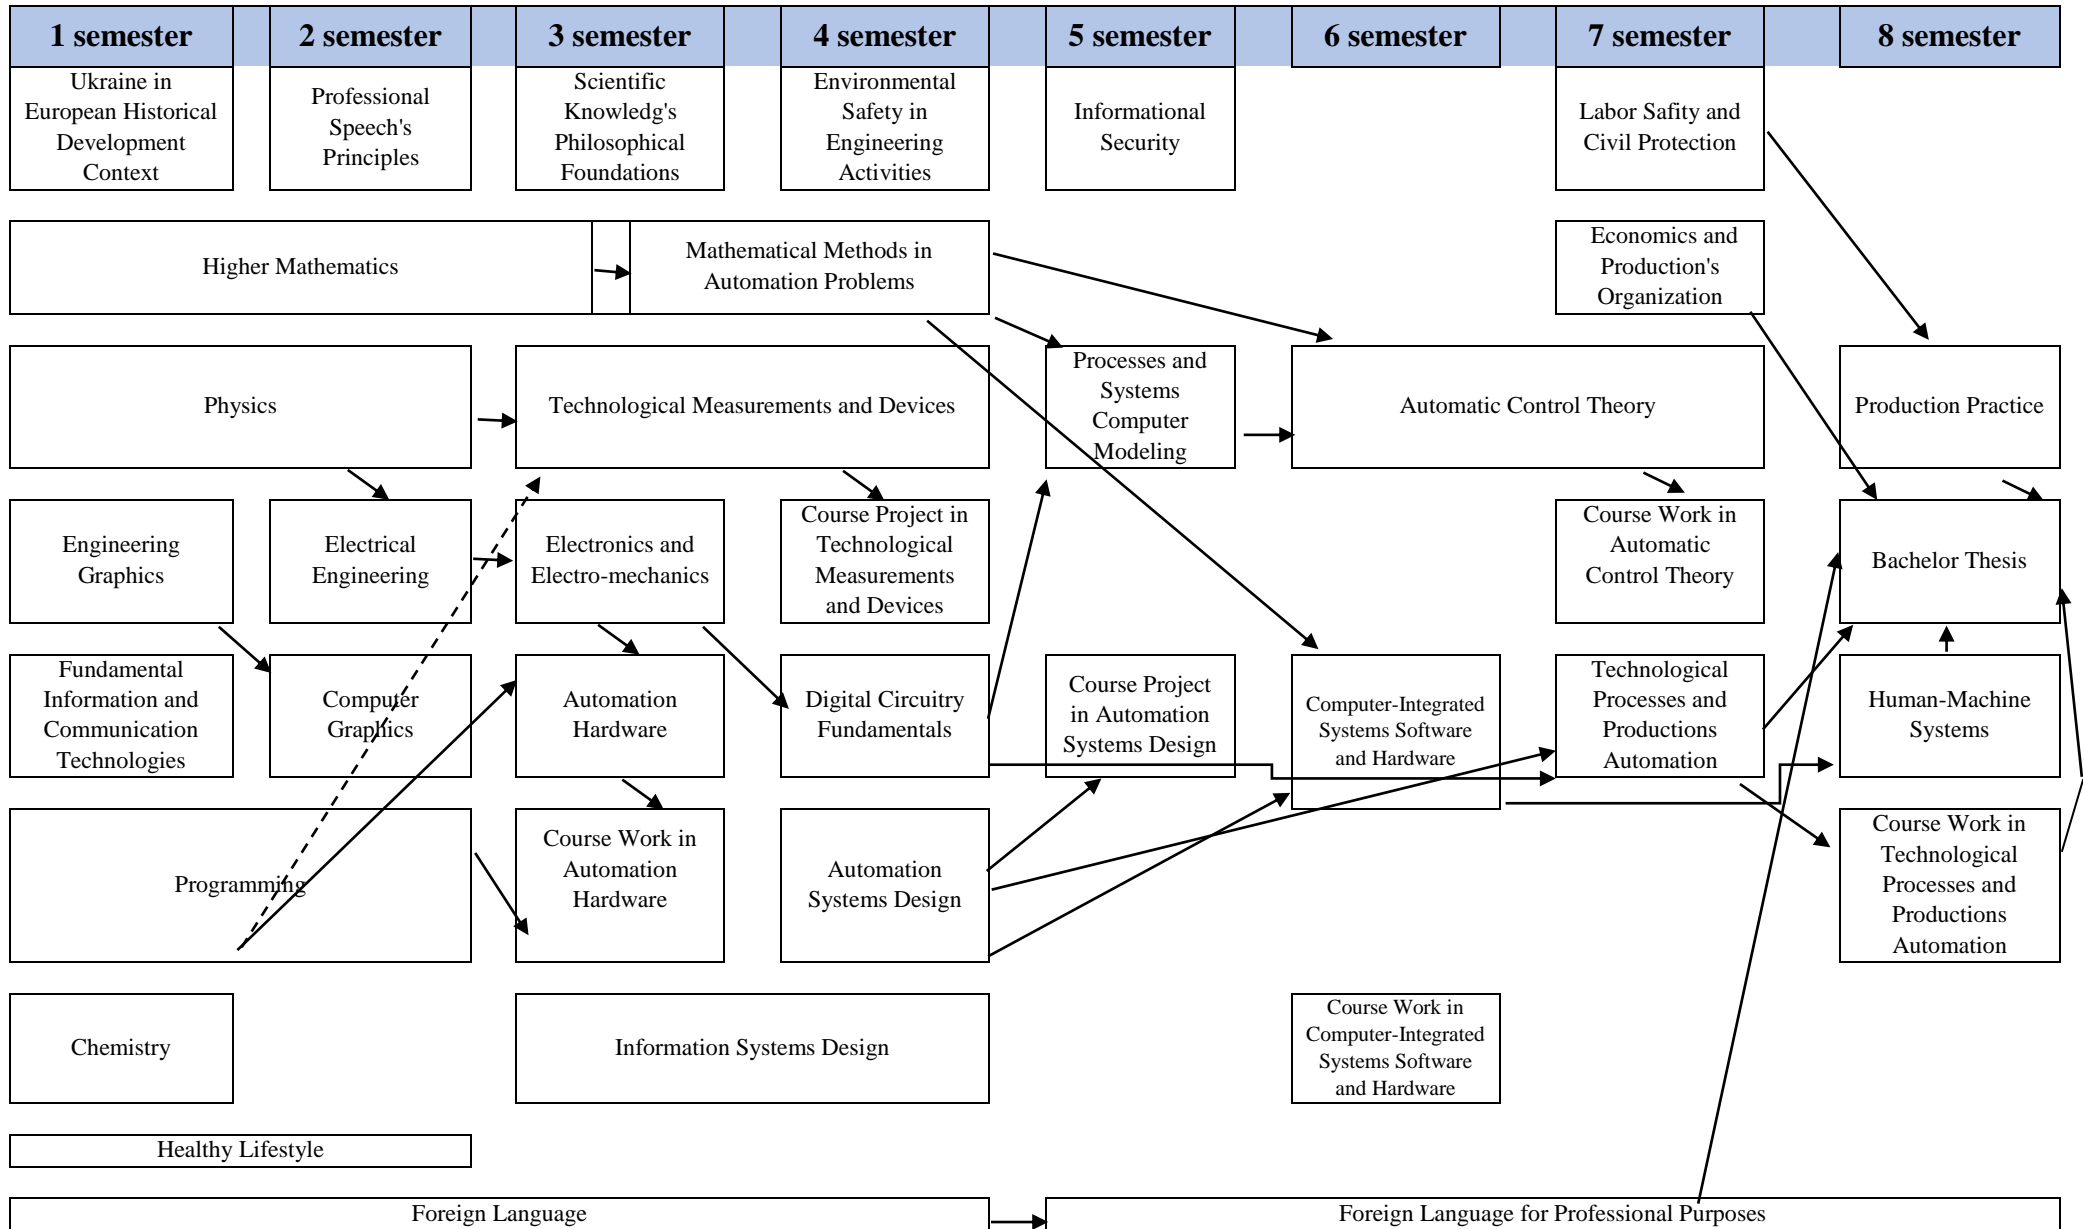 1 semester
2 semester
3 semester
4 semester
5 semester
6 semester
7 semester
8 semester
Ukraine in
European Historical
Development
Context
Professional
Speech's
Principles
Scientific
Knowledg's
Philosophical
Foundations
Environmental
Safety in
Engineering
Activities
Informational
Security
Labor Safity and
Civil Protection
Higher Mathematics
Mathematical Methods in
Automation Problems
Economics and
Production's
Organization
Physics
Technological Measurements and Devices
Processes and
Systems
Computer
Modeling
Automatic Control Theory
Production Practice
Engineering
Graphics
Electrical
Engineering
Electronics and
Electro-mechanics
Course Project in
Technological
Measurements
and Devices
Course Work in
Automatic
Control Theory
Bachelor Thesis
Fundamental
Information and
Communication
Technologies
Computer
Graphics
Automation
Hardware
Digital Circuitry
Fundamentals
Course Project
in Automation
Systems Design
Computer-Integrated
Systems Software
and Hardware
Technological
Processes and
Productions
Automation
Human-Machine
Systems
Programming
Course Work in
Automation
Hardware
Automation
Systems Design
Course Work in
Technological
Processes and
Productions
Automation
Chemistry
Information Systems Design
Course Work in
Computer-Integrated
Systems Software
and Hardware
Healthy Lifestyle
Foreign Language
Foreign Language for Professional Purposes